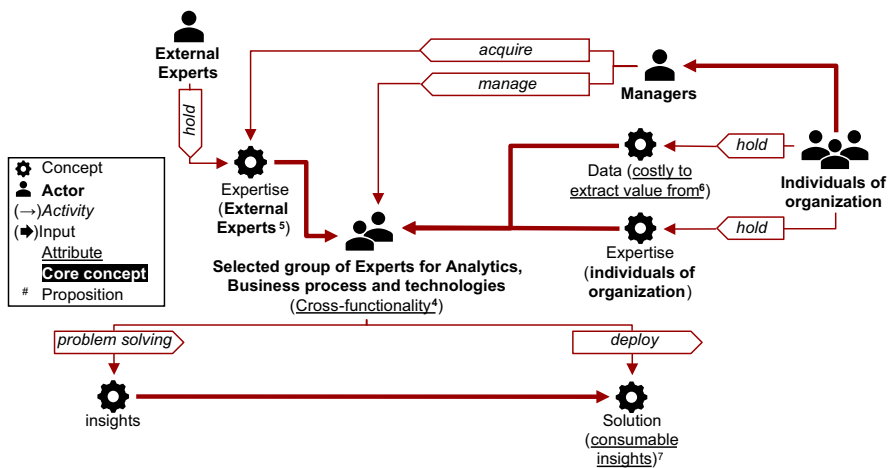 External
Experts
hold
acquire
manage
Managers
hold
Data (costly to
extract value from⁶)
Individuals of
organization
hold
Expertise
(individuals of
organization)
Expertise
(External
Experts ⁵)
Concept
Actor
(→)Activity
(➡)Input
Attribute
Core concept
# Proposition
Selected group of Experts for Analytics,
Business process and technologies
(Cross-functionality⁴)
problem solving
deploy
insights
Solution
(consumable
insights)⁷